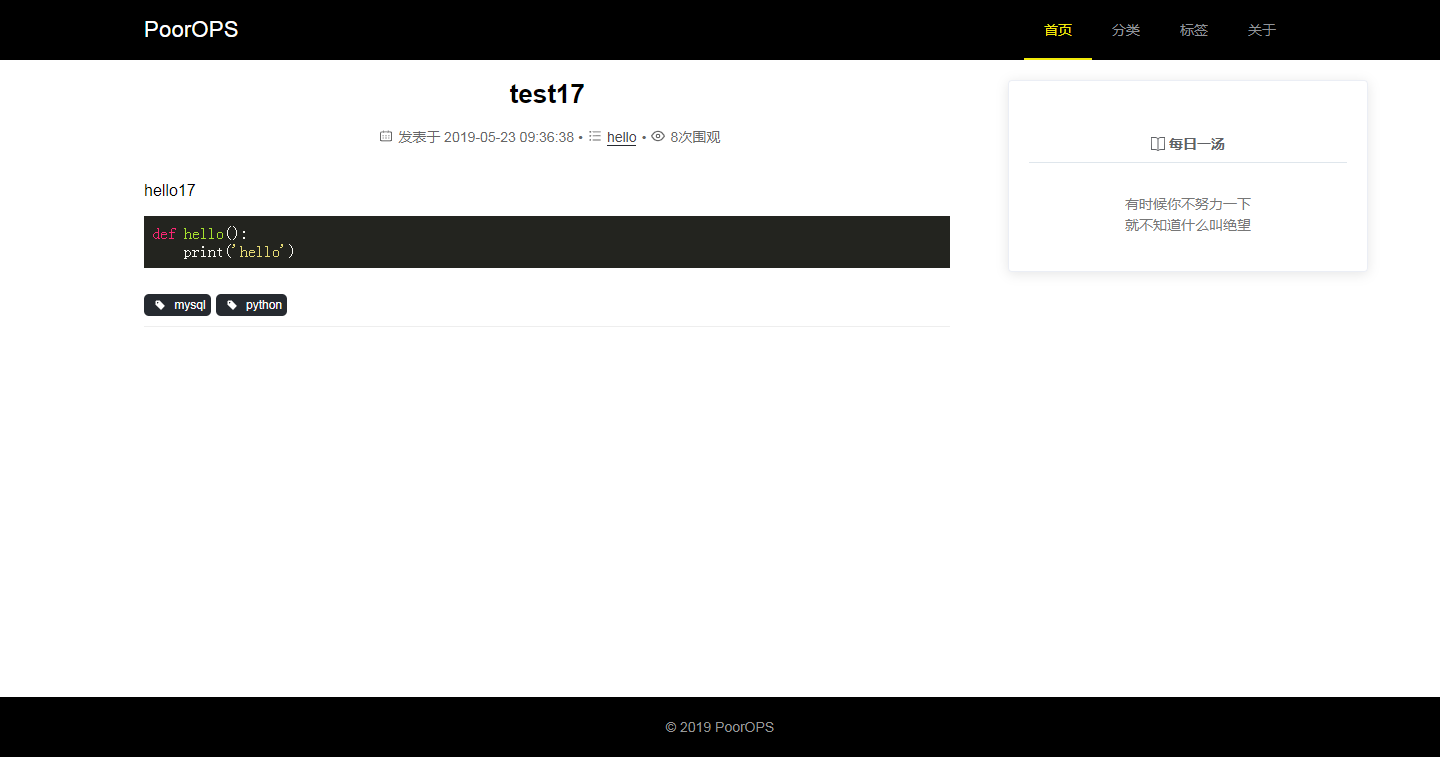 PoorOPS
首页 分类 标签 关于
test17
发表于 2019-05-23 09:36:38 • hello • 8次围观
hello17
def hello():
    print('hello')
mysql python
每日一汤
有时候你不努力一下
就不知道什么叫绝望
© 2019 PoorOPS